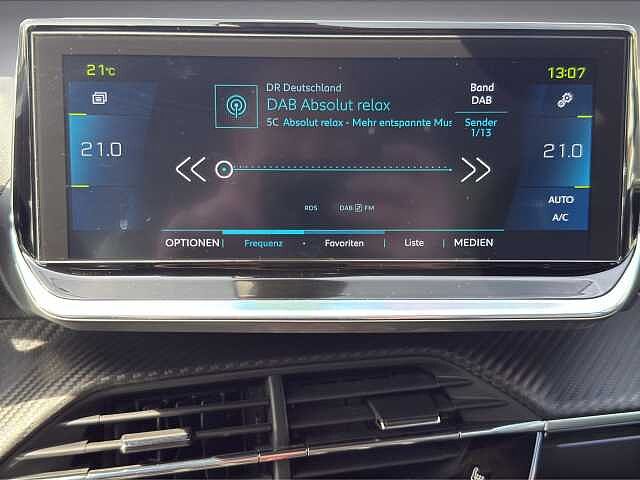 21°C
13:07
DR Deutschland
DAB Absolut relax
5C Absolut relax - Mehr entspannte Mus
Band
DAB
Sender
1/13
21.0
21.0
RDS DAB FM
AUTO
A/C
OPTIONEN Frequenz Favoriten Liste MEDIEN